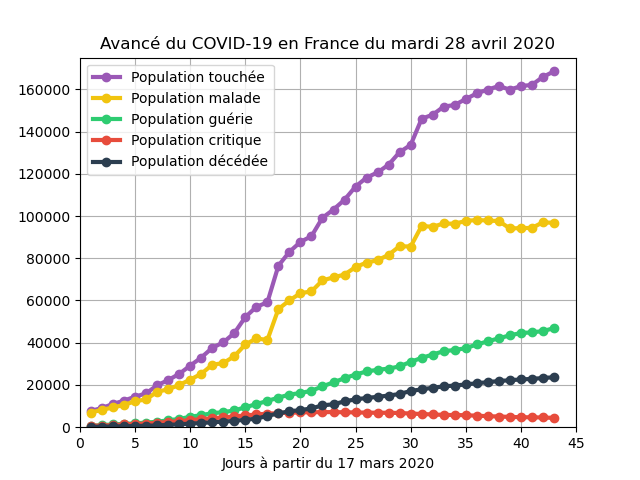 Avancé du COVID-19 en France du mardi 28 avril 2020
Population touchée
Population malade
Population guérie
Population critique
Population décédée
160000
140000
120000
100000
80000
60000
40000
20000
0
0 5 10 15 20 25 30 35 40 45
Jours à partir du 17 mars 2020